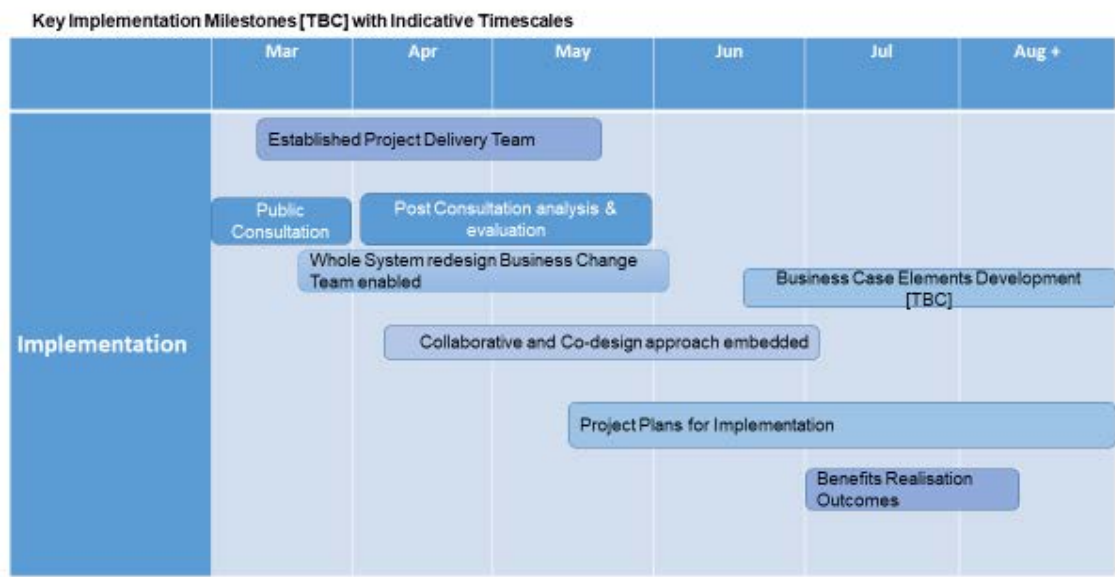 Key Implementation Milestones [TBC] with Indicative Timescales
Mar
Apr
May
Jun
Jul
Aug +
Implementation
Established Project Delivery Team
Public
Consultation
Post Consultation analysis &
evaluation
Whole System redesign Business Change
Team enabled
Business Case Elements Development
[TBC]
Collaborative and Co-design approach embedded
Project Plans for Implementation
Benefits Realisation
Outcomes